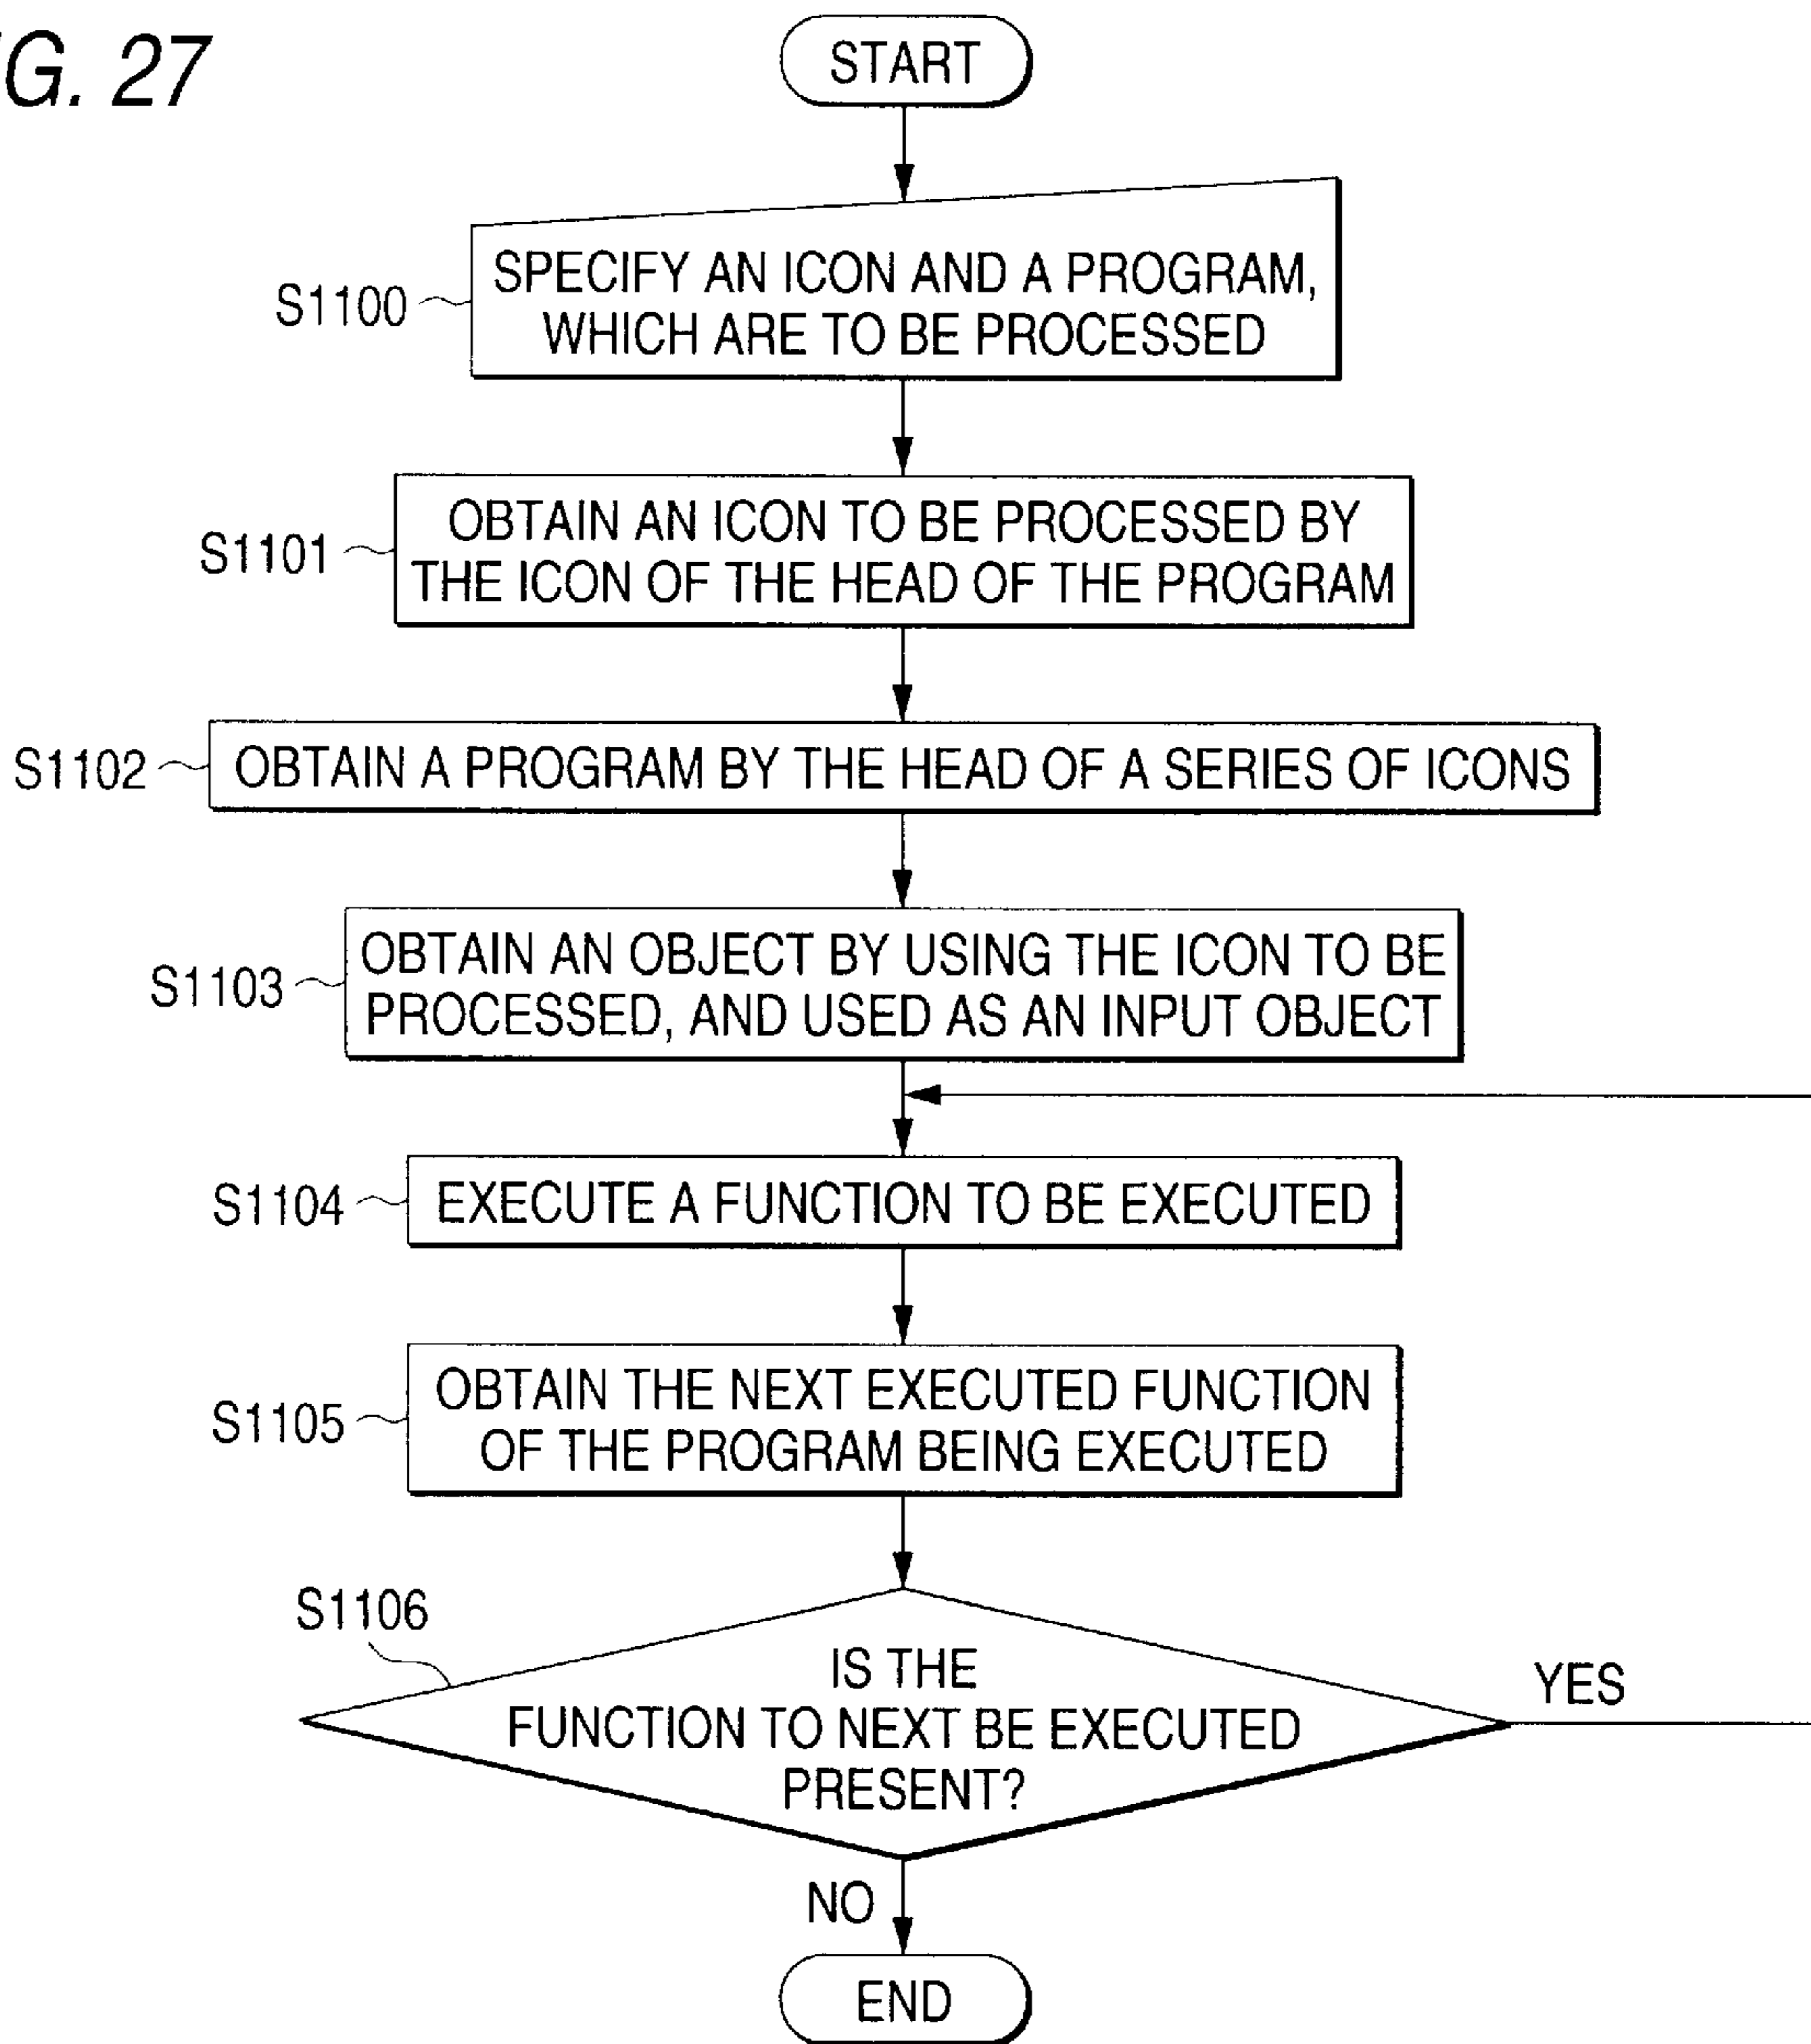 G. 27
START
S1100
SPECIFY AN ICON AND A PROGRAM,
WHICH ARE TO BE PROCESSED
S1101
OBTAIN AN ICON TO BE PROCESSED BY
THE ICON OF THE HEAD OF THE PROGRAM
S1102
OBTAIN A PROGRAM BY THE HEAD OF A SERIES OF ICONS
S1103
OBTAIN AN OBJECT BY USING THE ICON TO BE
PROCESSED, AND USED AS AN INPUT OBJECT
S1104
EXECUTE A FUNCTION TO BE EXECUTED
S1105
OBTAIN THE NEXT EXECUTED FUNCTION
OF THE PROGRAM BEING EXECUTED
S1106
IS THE
FUNCTION TO NEXT BE EXECUTED
PRESENT?
YES
NO
END